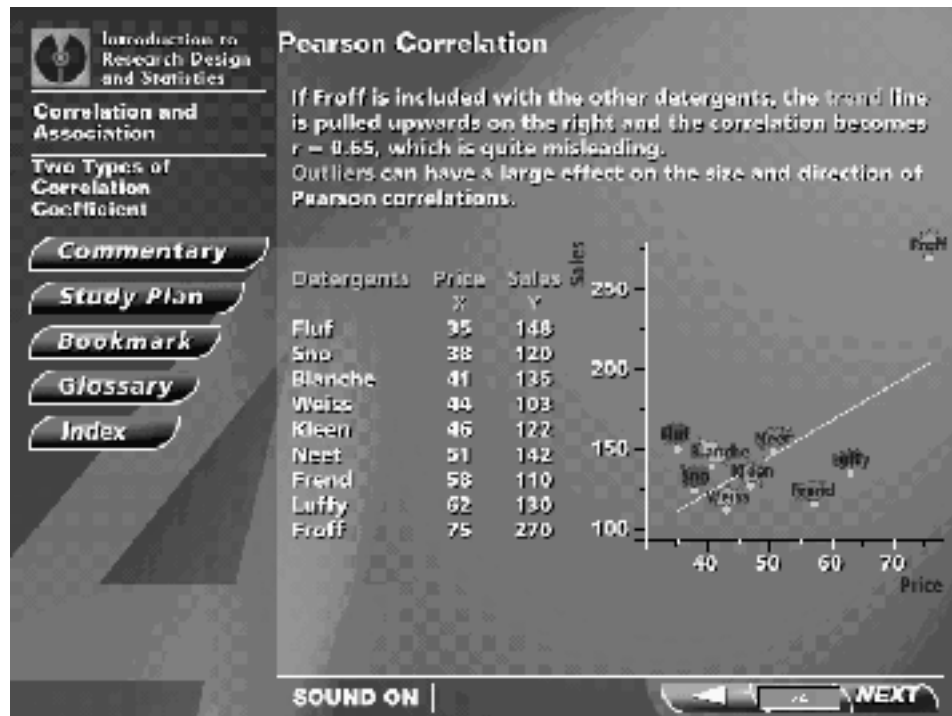 Introduction to
Research Design
and Statistics
Correlation and
Association
Two Types of
Correlation
Coefficient
Commentary
Study Plan
Bookmark
Glossary
Index
Pearson Correlation
If Froff is included with the other detergents, the trend line
is pulled upwards on the right and the correlation becomes
r = 0.65, which is quite misleading.
Outliers can have a large effect on the size and direction of
Pearson correlations.
Detergents Price Sales
X Y
Fluf 35 148
Sno 38 120
Blanche 41 135
Weiss 44 103
Kleen 46 122
Neet 51 142
Frend 58 110
Luffy 62 130
Froff 75 270
Sales
250
200
150
100
40 50 60 70
Price
Froff
Fluf
Blanche
Neet
Sno
Kleen
Luffy
Weiss
Frend
SOUND ON
NEXT